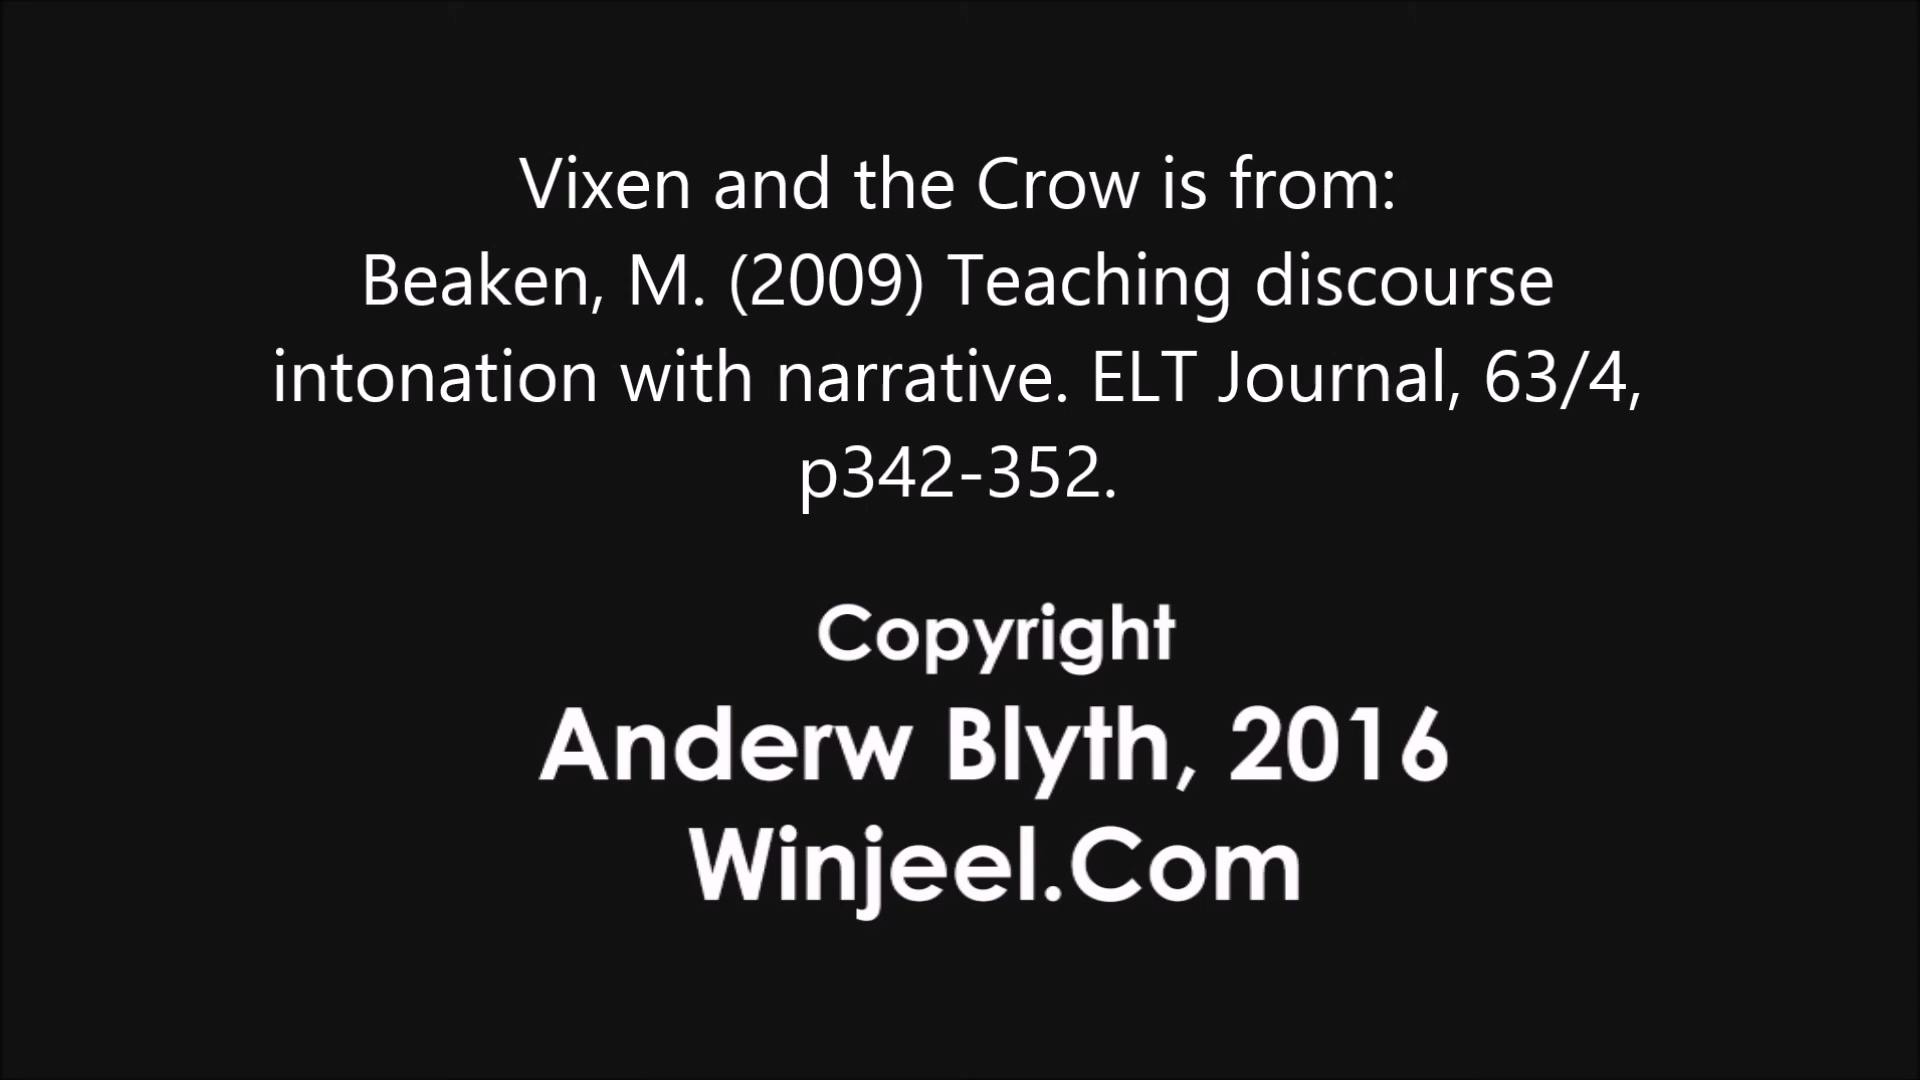 Vixen and the Crow is from:
Beaken, M. (2009) Teaching discourse
intonation with narrative. ELT Journal, 63/4,
p342-352.
Copyright
Anderw Blyth, 2016
Winjeel.Com